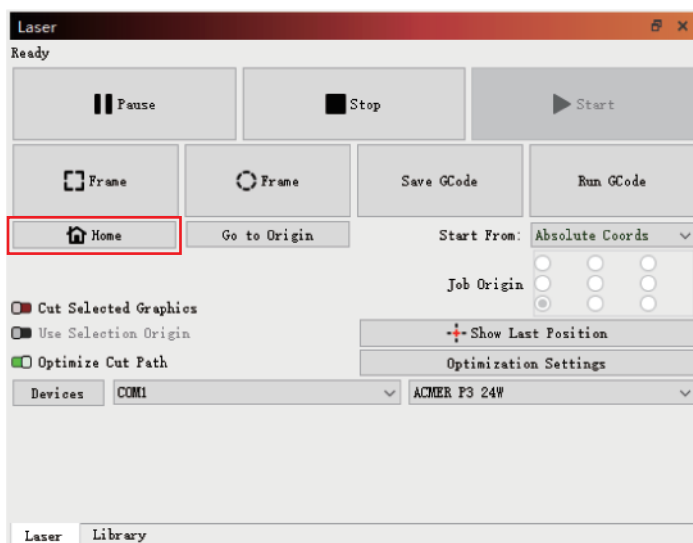 Laser
Ready
Pause Stop Start
Frame Frame Save GCode Run GCode
Home Go to Origin Start From: Absolute Coords
Job Origin
Cut Selected Graphics
Use Selection Origin Show Last Position
Optimize Cut Path Optimization Settings
Devices COM1 ACMER P3 24W
Laser Library